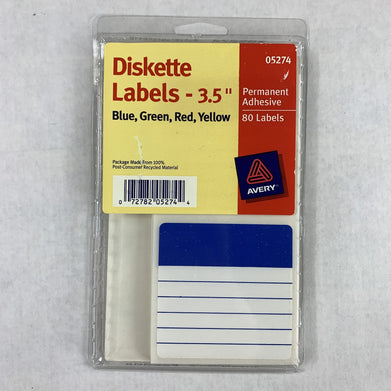 Diskette
Labels - 3.5"
Blue, Green, Red, Yellow
Package Made From 100%
Post-Consumer Recycled Material
0 72782 05274 4
05274
Permanent
Adhesive
80 Labels
AVERY